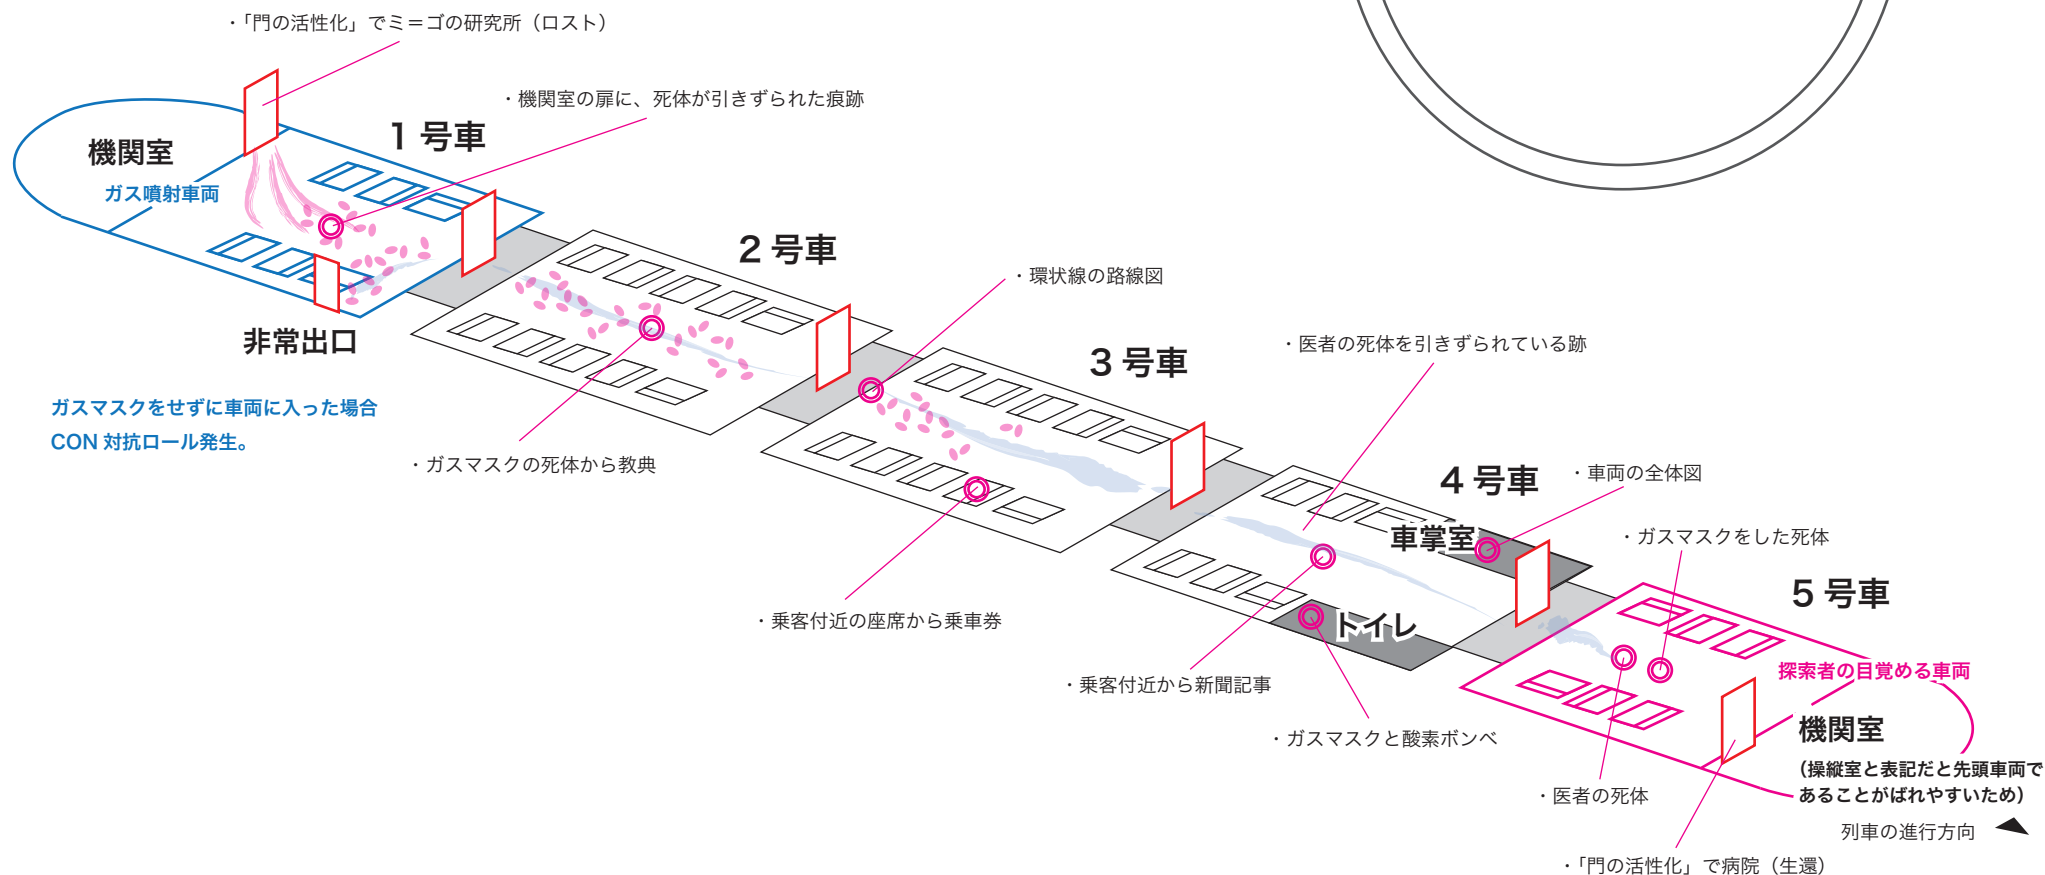 ・「門の活性化」でミ＝ゴの研究所（ロスト）
・機関室の扉に、死体が引きずられた痕跡
1 号車
機関室
ガス噴射車両
2 号車
非常出口
・環状線の路線図
・医者の死体を引きずられている跡
3 号車
ガスマスクをせずに車両に入った場合
CON 対抗ロール発生。
・ガスマスクの死体から教典
4 号車
・車両の全体図
車掌室
・ガスマスクをした死体
5 号車
・乗客付近の座席から乗車券
トイレ
・乗客付近から新聞記事
探索者の目覚める車両
・ガスマスクと酸素ボンベ
機関室
（操縦室と表記だと先頭車両で
あることがばれやすいため）
・医者の死体
列車の進行方向
・「門の活性化」で病院（生還）